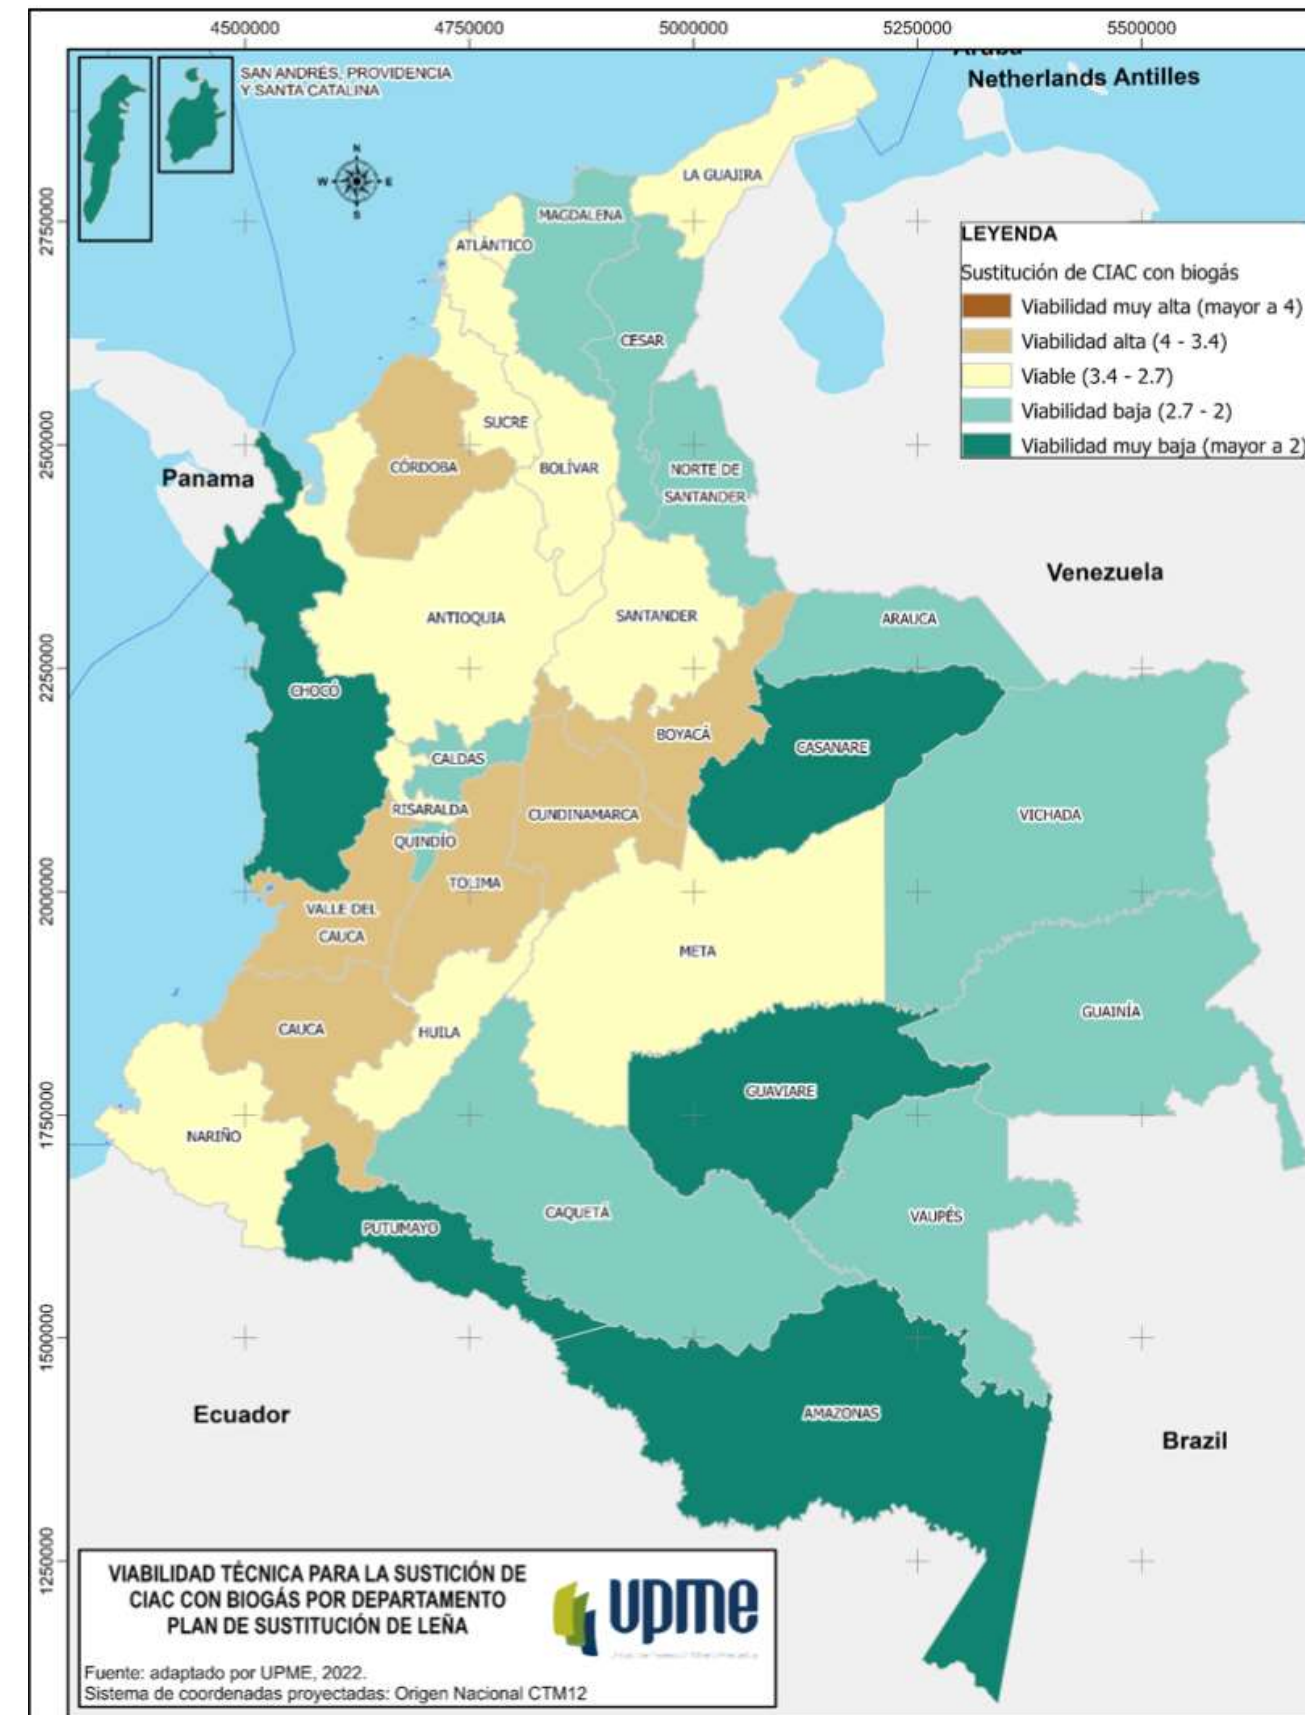 45000000 47500000 50000000 52500000 55000000
Aruba
Netherlands Antilles
SAN ANDRÉS, PROVIDENCIA
Y SANTA CATALINA
N
W E
S
LA GUAJIRA
MAGDALENA
ATLÁNTICO
2750000
LEYENDA
Sustitución de CIAC con biogás
Viabilidad muy alta (mayor a 4)
Viabilidad alta (4 - 3.4)
Viable (3.4 - 2.7)
Viabilidad baja (2.7 - 2)
Viabilidad muy baja (mayor a 2)
CESAR
SUCRE
2500000
CÓRDOBA
BOLÍVAR
NORTE DE
SANTANDER
Panama
Venezuela
ANTIOQUIA
SANTANDER
ARAUCA
2250000
CHOCÓ
BOYACÁ
CASANARE
CALDAS
RISARALDA
CUNDINAMARCA
VICHADA
QUINDÍO
TOLIMA
2000000
VALLE DEL
CAUCA
META
CAUCA
HUILA
GUAINÍA
GUAVIARE
1750000
NARIÑO
CAQUETÁ
VAUPÉS
PUTUMAYO
1500000
AMAZONAS
Ecuador
Brazil
1250000
VIABILIDAD TÉCNICA PARA LA SUSTICIÓN DE
CIAC CON BIOGÁS POR DEPARTAMENTO
PLAN DE SUSTITUCIÓN DE LEÑA
upme
Fuente: adaptado por UPME, 2022.
Sistema de coordenadas proyectadas: Origen Nacional CTM12